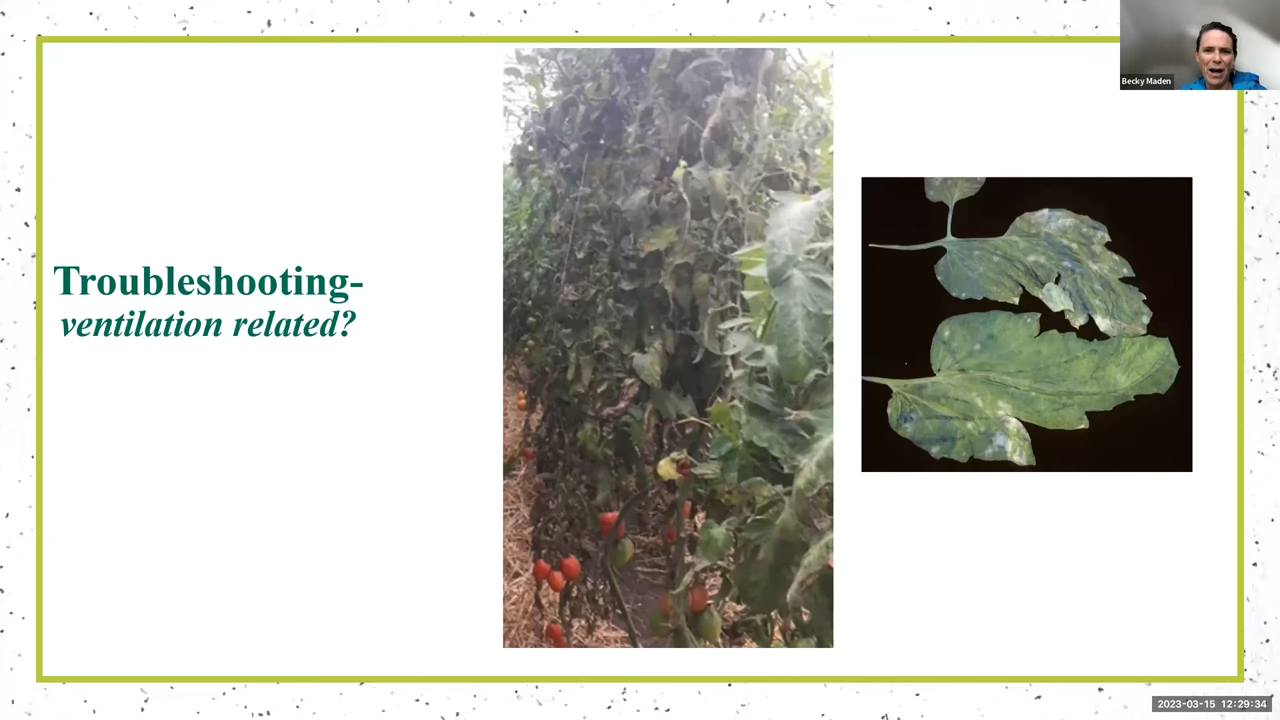 Becky Maden
Troubleshooting-
ventilation related?
2023-03-15 12:29:34